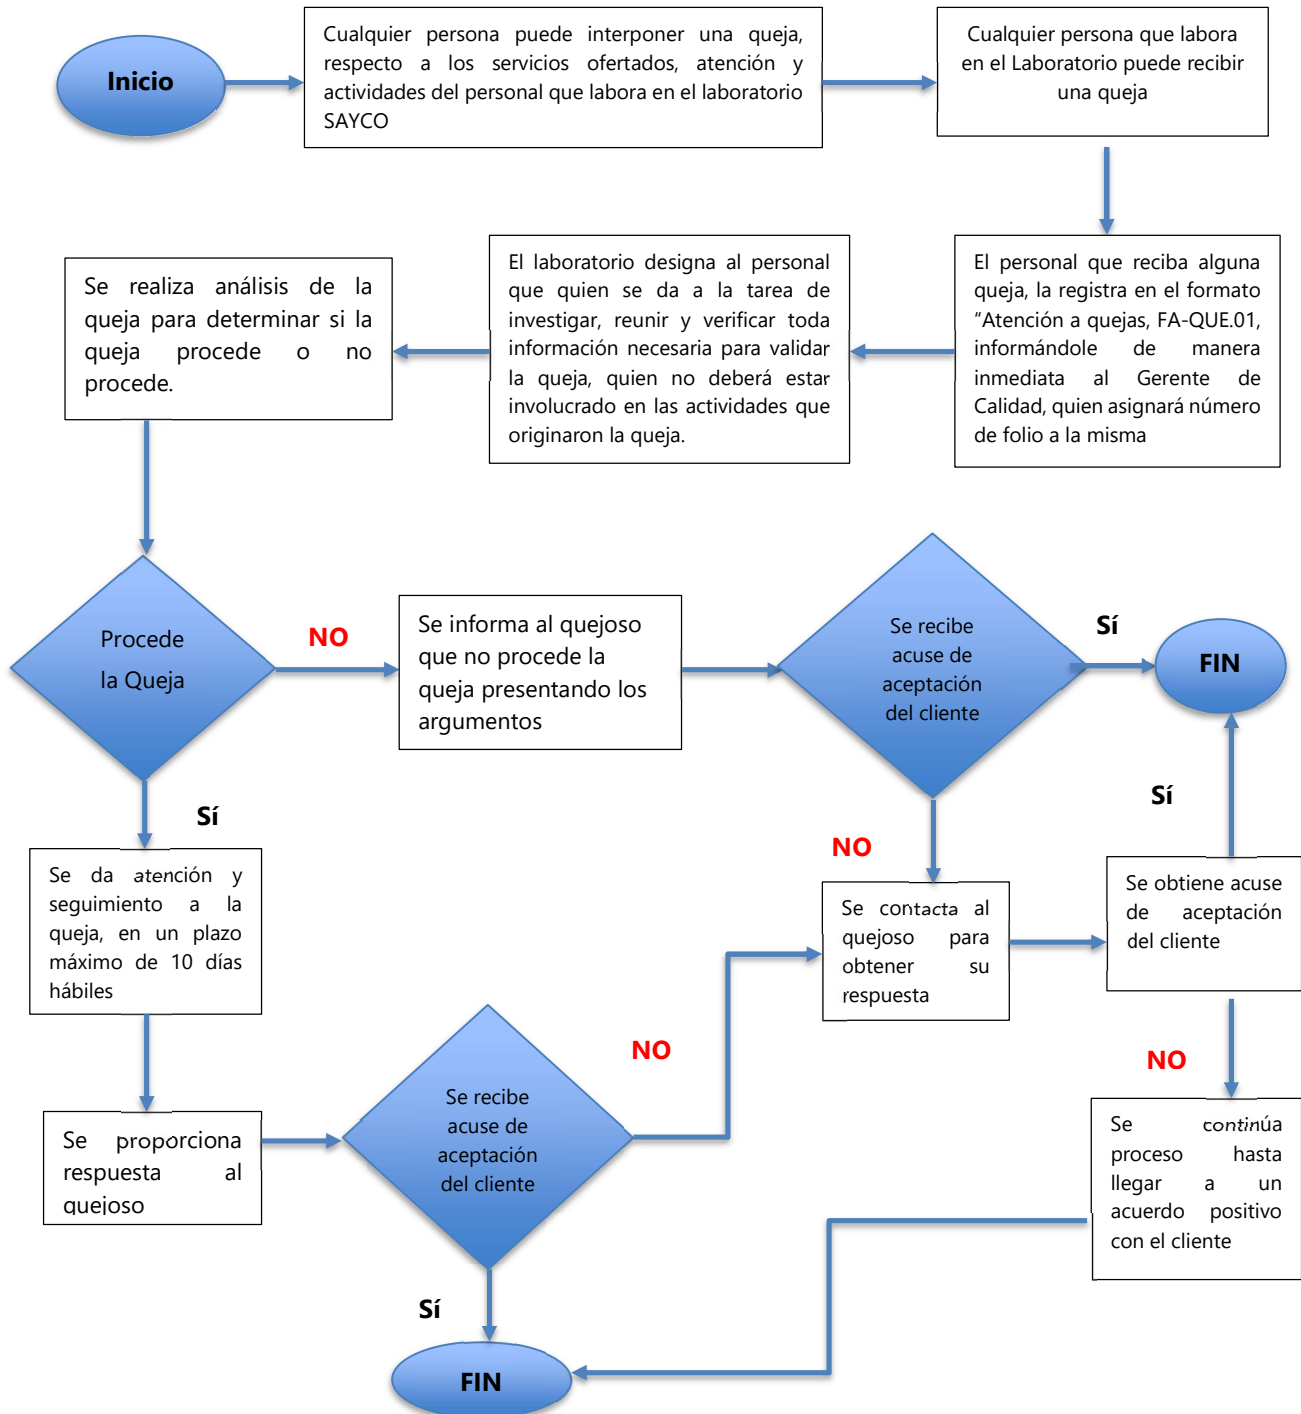 Inicio
Cualquier persona puede interponer una queja,
respecto a los servicios ofertados, atención y
actividades del personal que labora en el laboratorio
SAYCO
Cualquier persona que labora
en el Laboratorio puede recibir
una queja
El personal que reciba alguna
queja, la registra en el formato
“Atención a quejas, FA-QUE.01,
informándole de manera
inmediata al Gerente de
Calidad, quien asignará número
de folio a la misma
El laboratorio designa al personal
que quien se da a la tarea de
investigar, reunir y verificar toda
información necesaria para validar
la queja, quien no deberá estar
involucrado en las actividades que
originaron la queja.
Se realiza análisis de la
queja para determinar si la
queja procede o no
procede.
Procede
la Queja
NO
Se informa al quejoso
que no procede la
queja presentando los
argumentos
Se recibe
acuse de
aceptación
del cliente
Sí
FIN
Sí
Se da atención y
seguimiento a la
queja, en un plazo
máximo de 10 días
hábiles
NO
Se contacta al
quejoso para
obtener su
respuesta
Sí
Se obtiene acuse
de aceptación
del cliente
NO
Se continúa
proceso hasta
llegar a un
acuerdo positivo
con el cliente
Se proporciona
respuesta al
quejoso
Se recibe
acuse de
aceptación
del cliente
NO
Sí
FIN